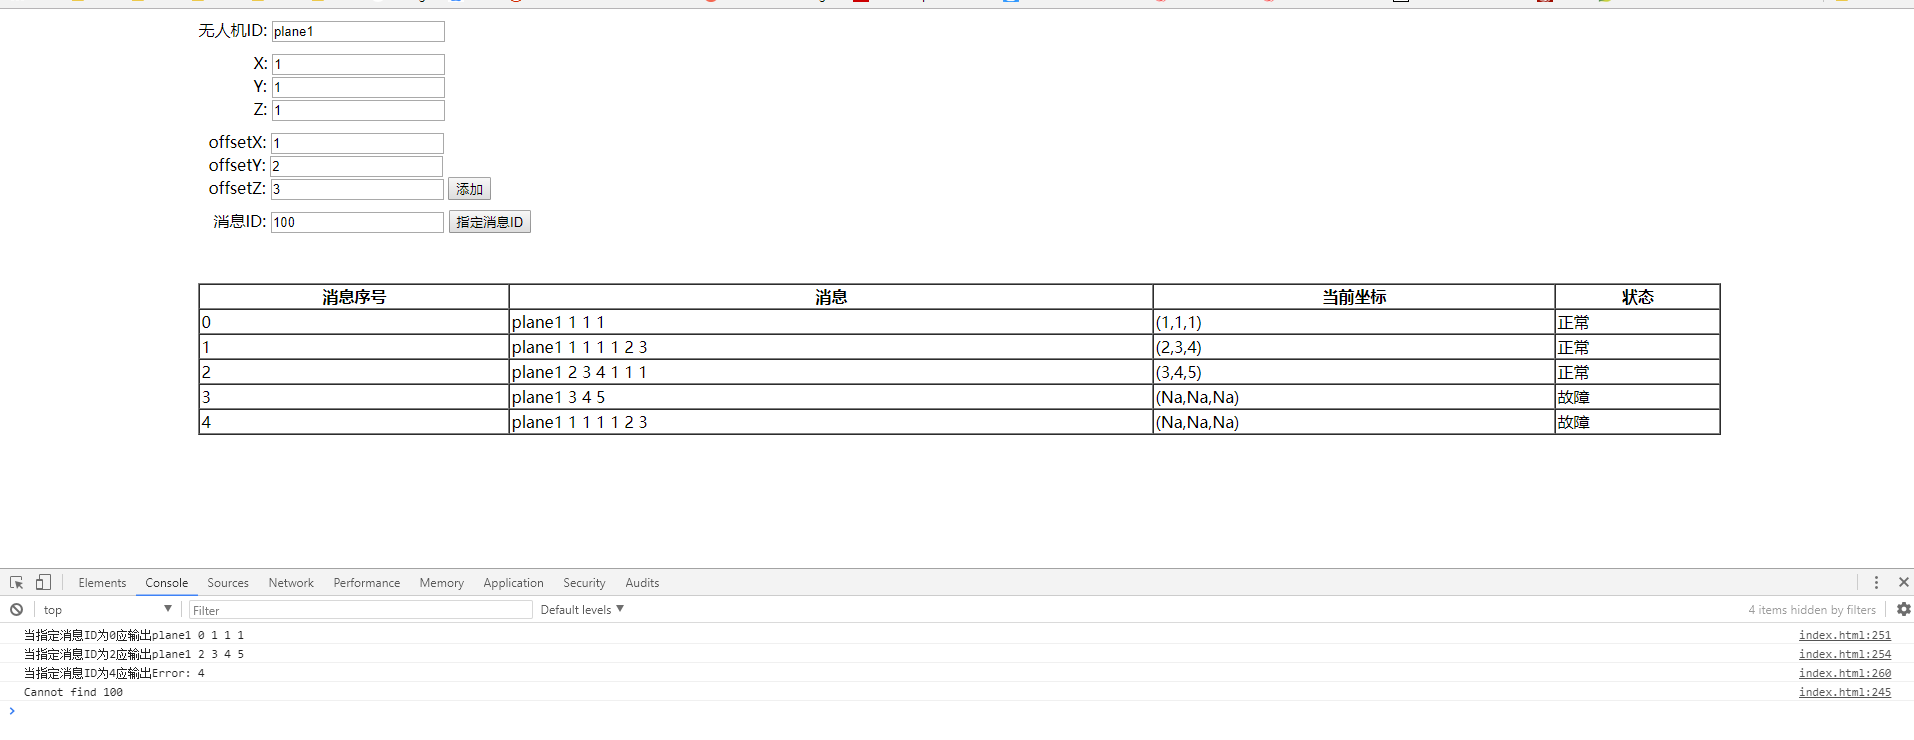 无人机ID: plane1
X: 1
Y: 1
Z: 1
offsetX: 1
offsetY: 2
offsetZ: 3 添加
消息ID: 100 指定消息ID
消息序号 消息 当前坐标 状态
0 plane1 1 1 1 (1,1,1) 正常
1 plane1 1 1 1 1 2 3 (2,3,4) 正常
2 plane1 2 3 4 1 1 1 (3,4,5) 正常
3 plane1 3 4 5 (Na,Na,Na) 故障
4 plane1 1 1 1 1 2 3 (Na,Na,Na) 故障
Elements Console Sources Network Performance Memory Application Security Audits
top Filter Default levels 4 items hidden by filters
当指定消息ID为0应输出plane1 0 1 1 1 index.html:251
当指定消息ID为2应输出plane1 2 3 4 5 index.html:254
当指定消息ID为4应输出Error: 4 index.html:260
Cannot find 100 index.html:245